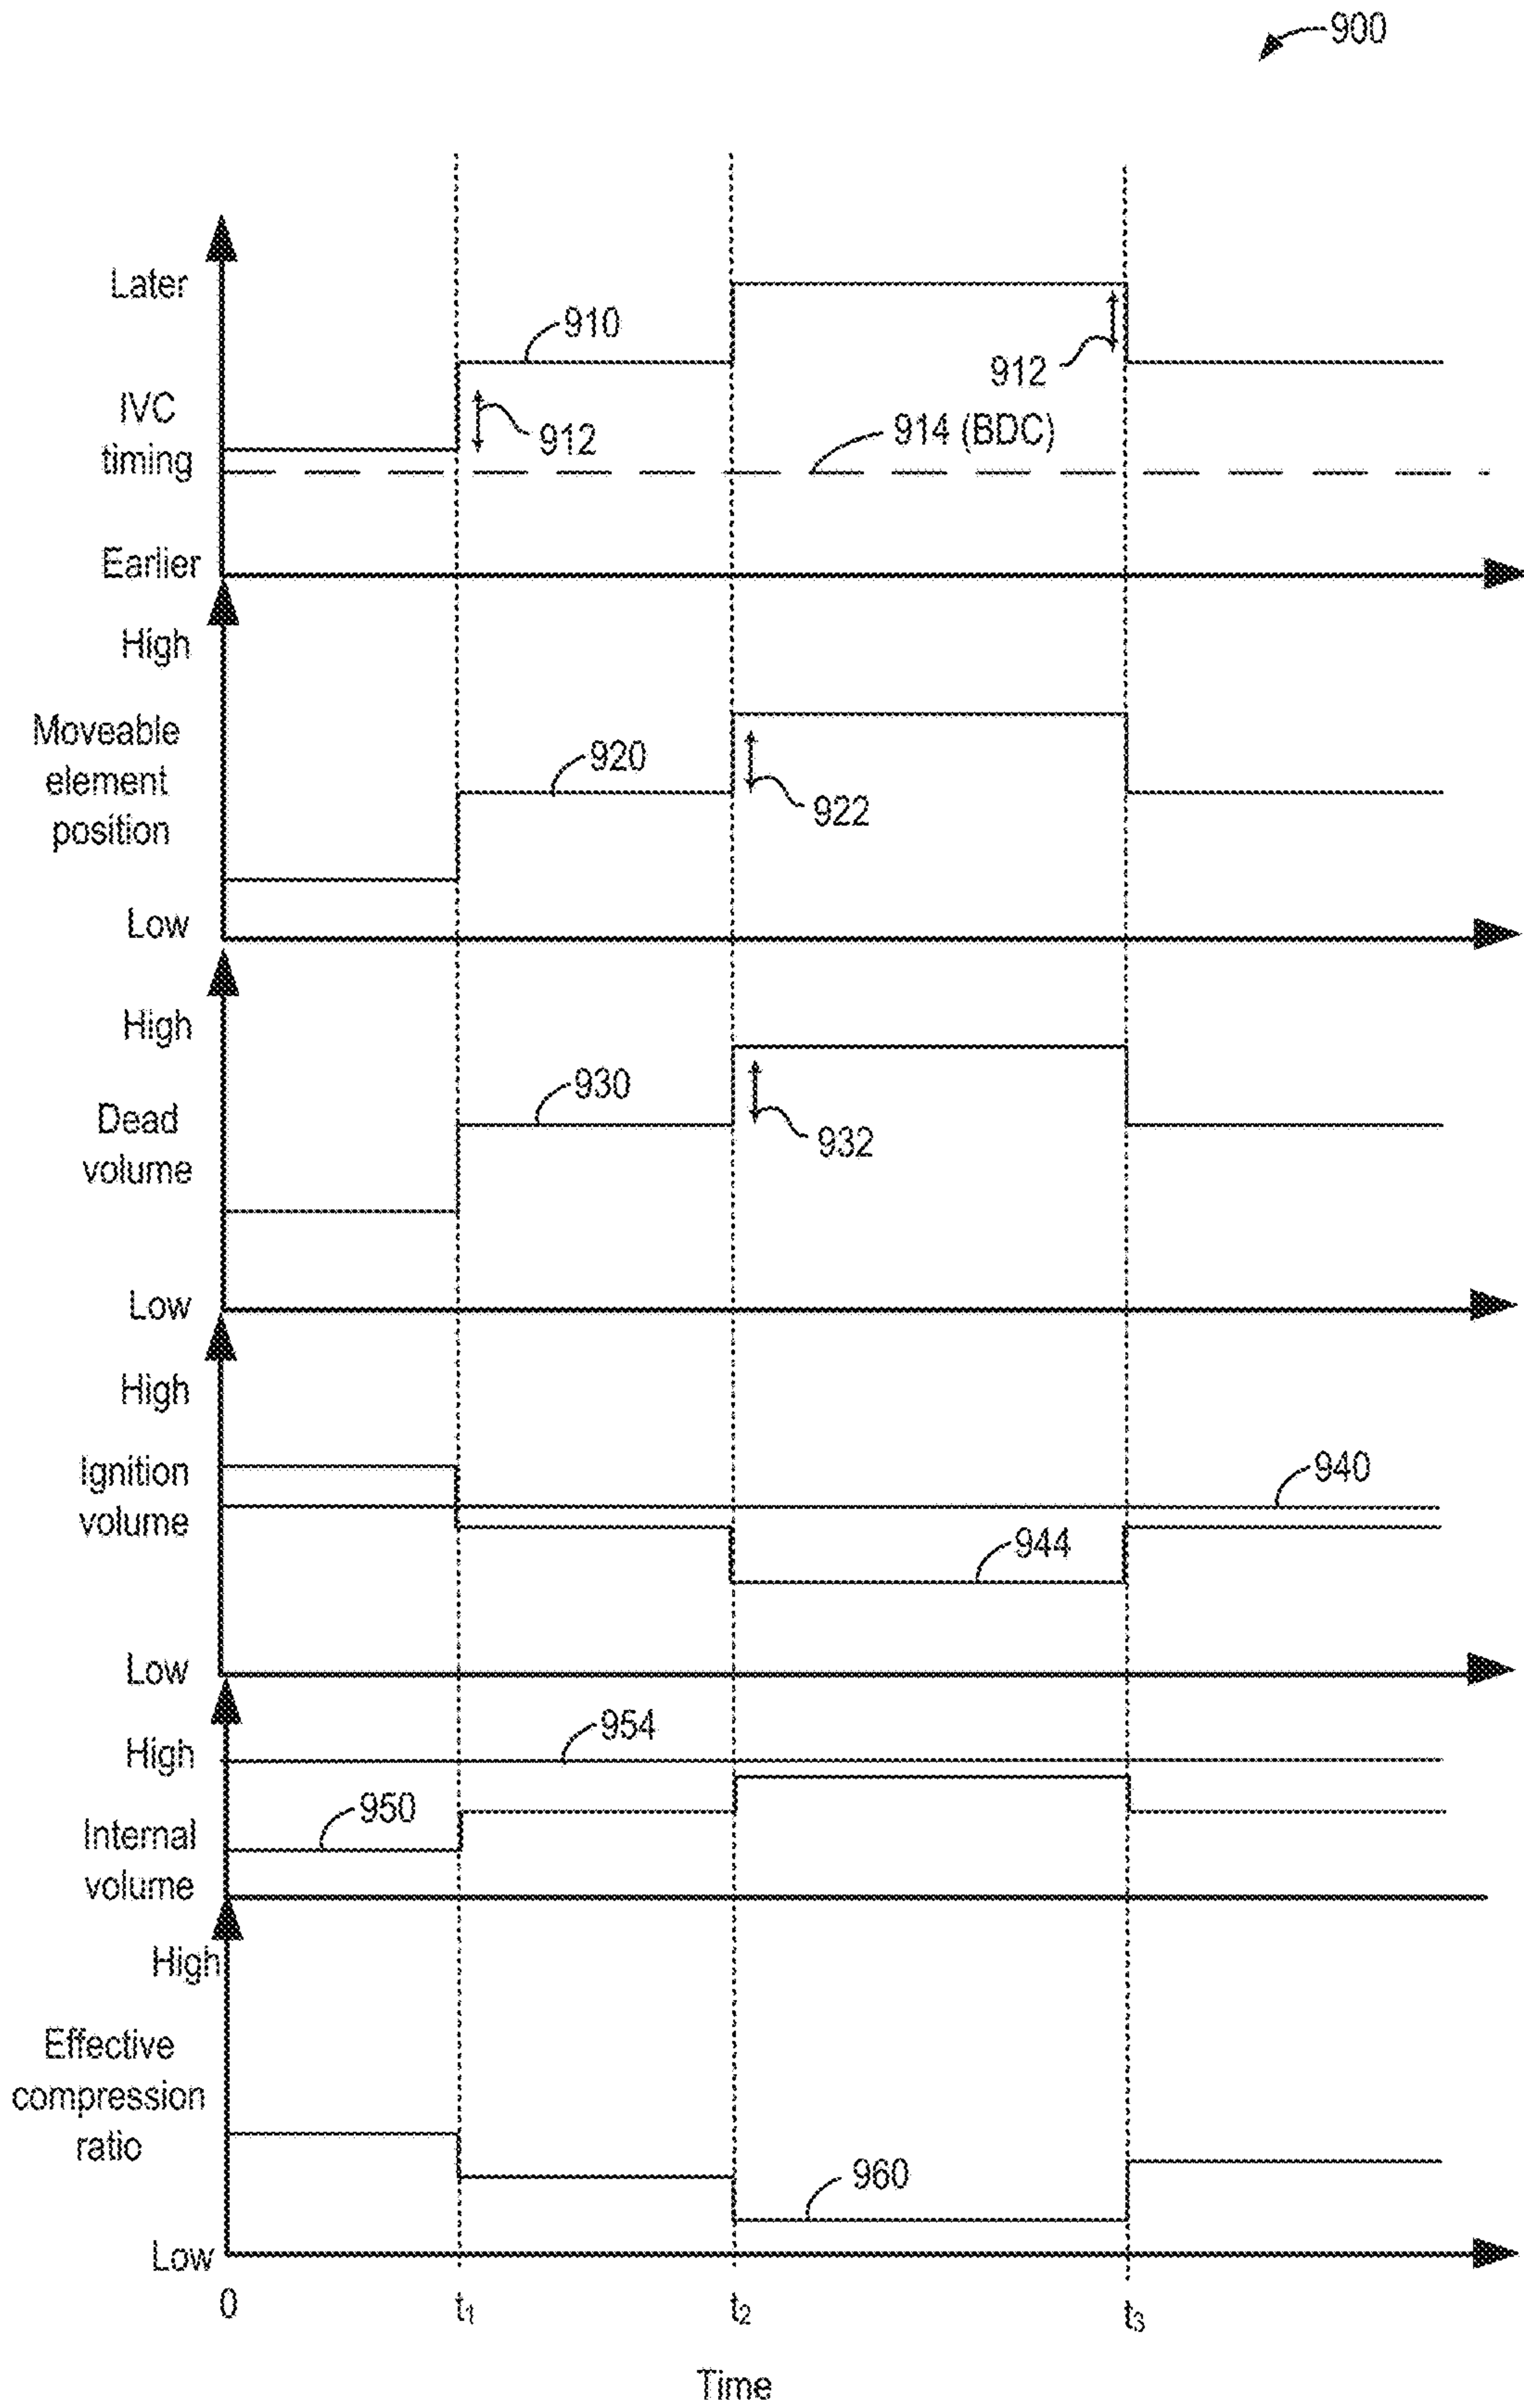 900
Later
910
912
IVC
timing
912
914 (BDC)
Earlier
High
Moveable
element
position
920
922
Low
High
930
Dead
volume
932
Low
High
Ignition
volume
940
944
Low
954
High
950
Internal
volume
High
Effective
compression
ratio
960
Low
0
t₁
t₂
t₃
Time